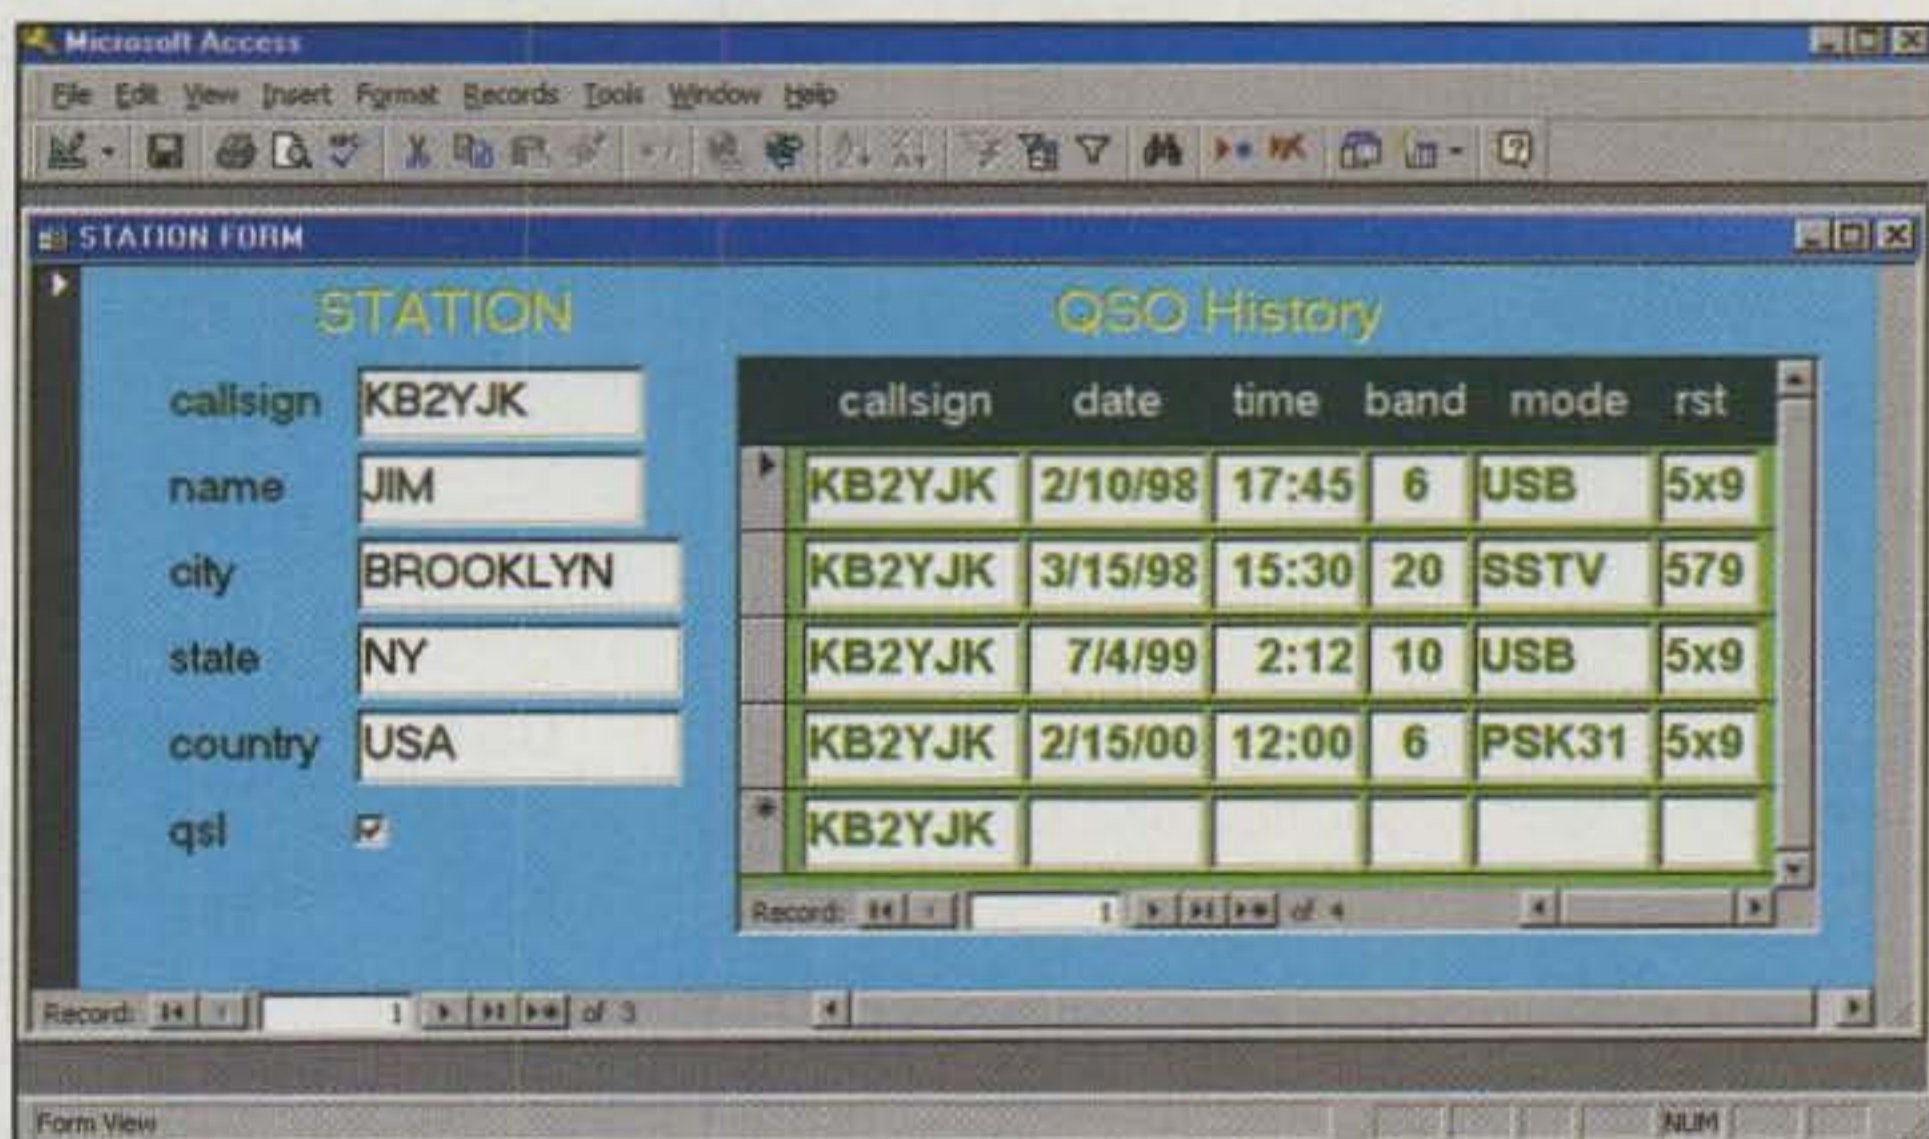 Microsoft Access
File Edit View Insert Format Records Tools Window Help
STATION FORM
STATION
callsign KB2YJK
name JIM
city BROOKLYN
state NY
country USA
qsl
QSO History
callsign date time band mode rst
KB2YJK 2/10/98 17:45 6 USB 5x9
KB2YJK 3/15/98 15:30 20 SSTV 579
KB2YJK 7/4/99 2:12 10 USB 5x9
KB2YJK 2/15/00 12:00 6 PSK31 5x9
KB2YJK
Record: 1 of 4
Record: 1 of 3
Form View NUM